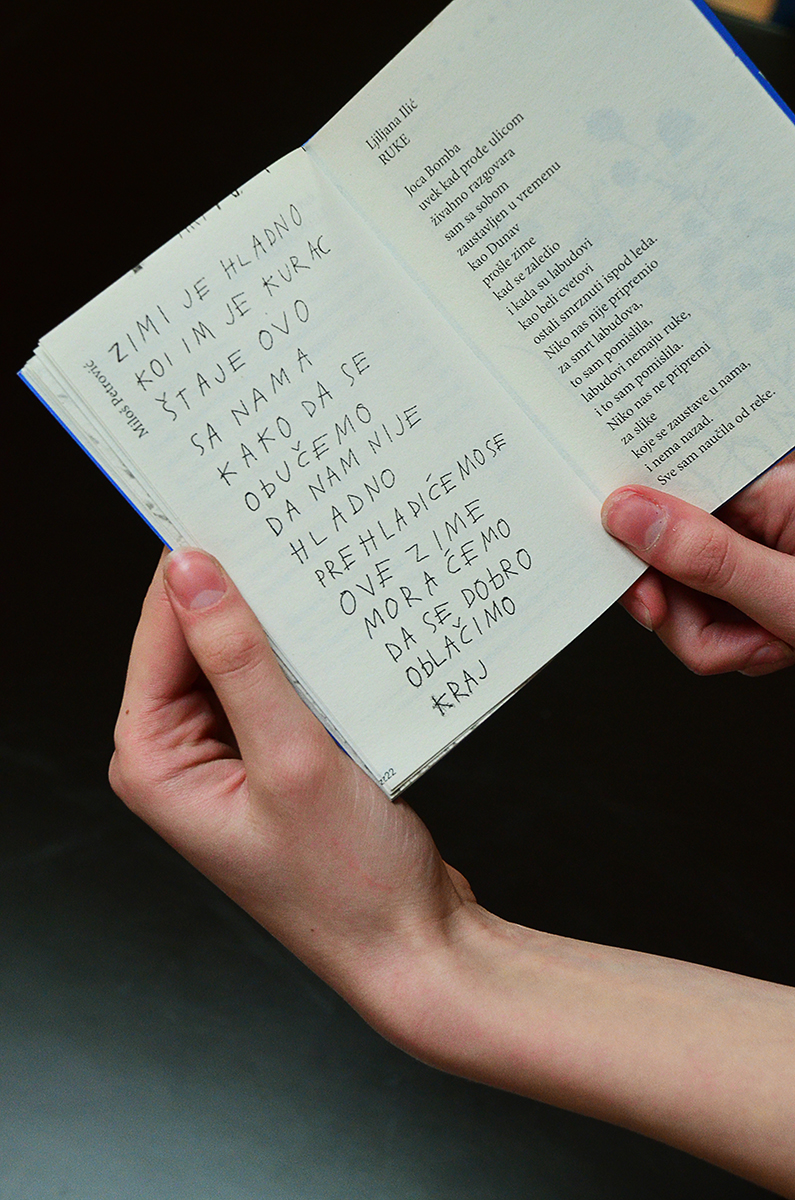 Miloš Petrović
ZIMI JE HLADNO
KOI IM JE KURAC
ŠTAJE OVO
SA NAMA
KAKO DA SE
ObUČEMO
DA NAM NIJE
HLADNO
PREHLADIĆEMOSE
OVE ZIME
MORAĆEMO
DA SE DObRO
OblAČIMO
KRAJ
22
Ljiljana Ilić
RUKE
Joca Bomba
uvek kad prođe ulicom
živahno razgovara
sam sa sobom
zaustavljen u vremenu
kao Dunav
prošle zime
kad se zaledio
i kada su labudovi
kao beli cvetovi
ostali smrznuti ispod leda.
Niko nas nije pripremio
za smrt labudova,
to sam pomislila,
labudovi nemaju ruke,
i to sam pomislila.
Niko nas ne pripremi
za slike
koje se zaustave u nama,
i nema nazad.
Sve sam naučila od reke.